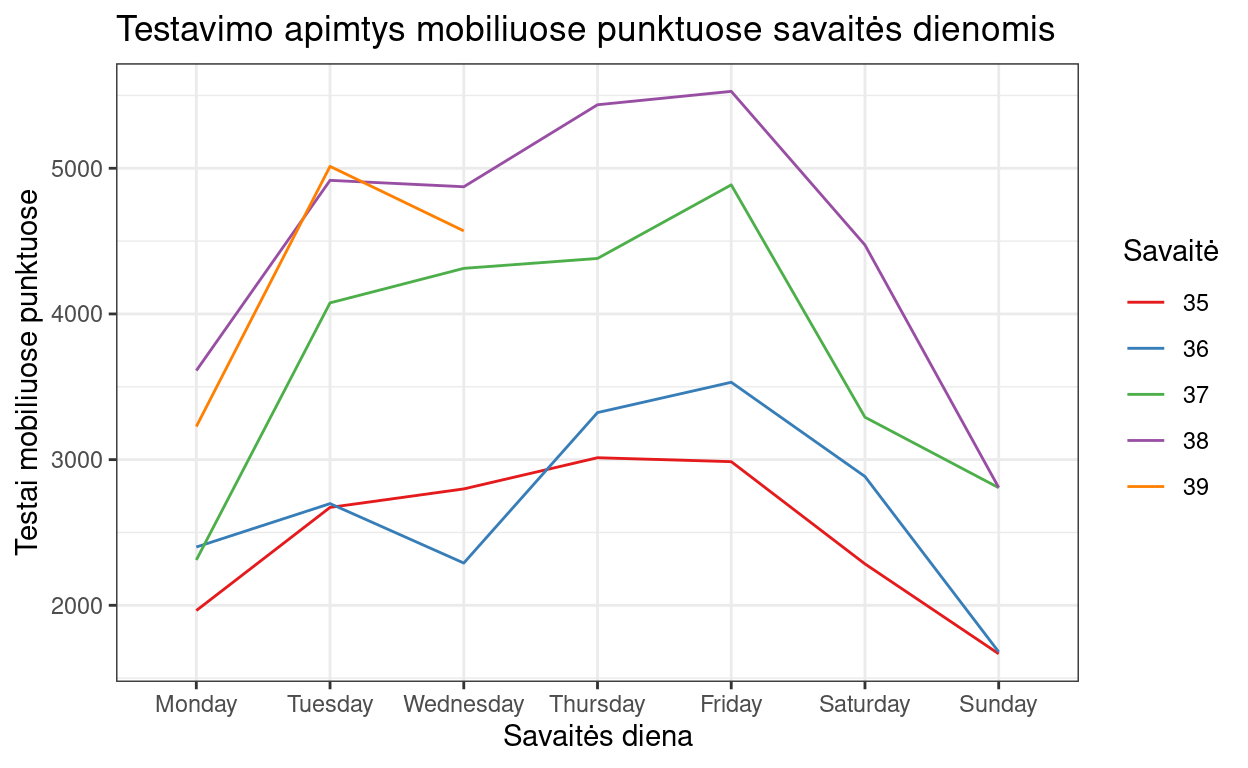 Testavimo apimtys mobiliuose punktuose savaitės dienomis
Testai mobiliuose punktuose
5000
4000
3000
2000
Monday Tuesday Wednesday Thursday Friday Saturday Sunday
Savaitės diena
Savaitė
35
36
37
38
39